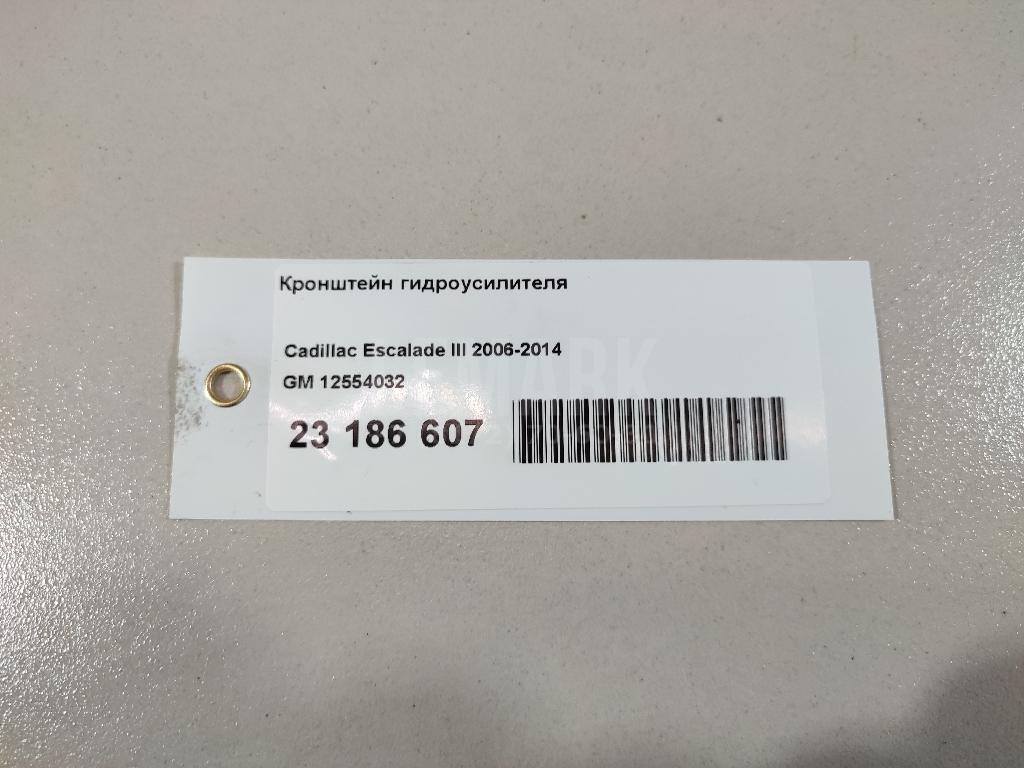 Кронштейн гидроусилителя
Cadillac Escalade III 2006-2014
GM 12554032
23 186 607